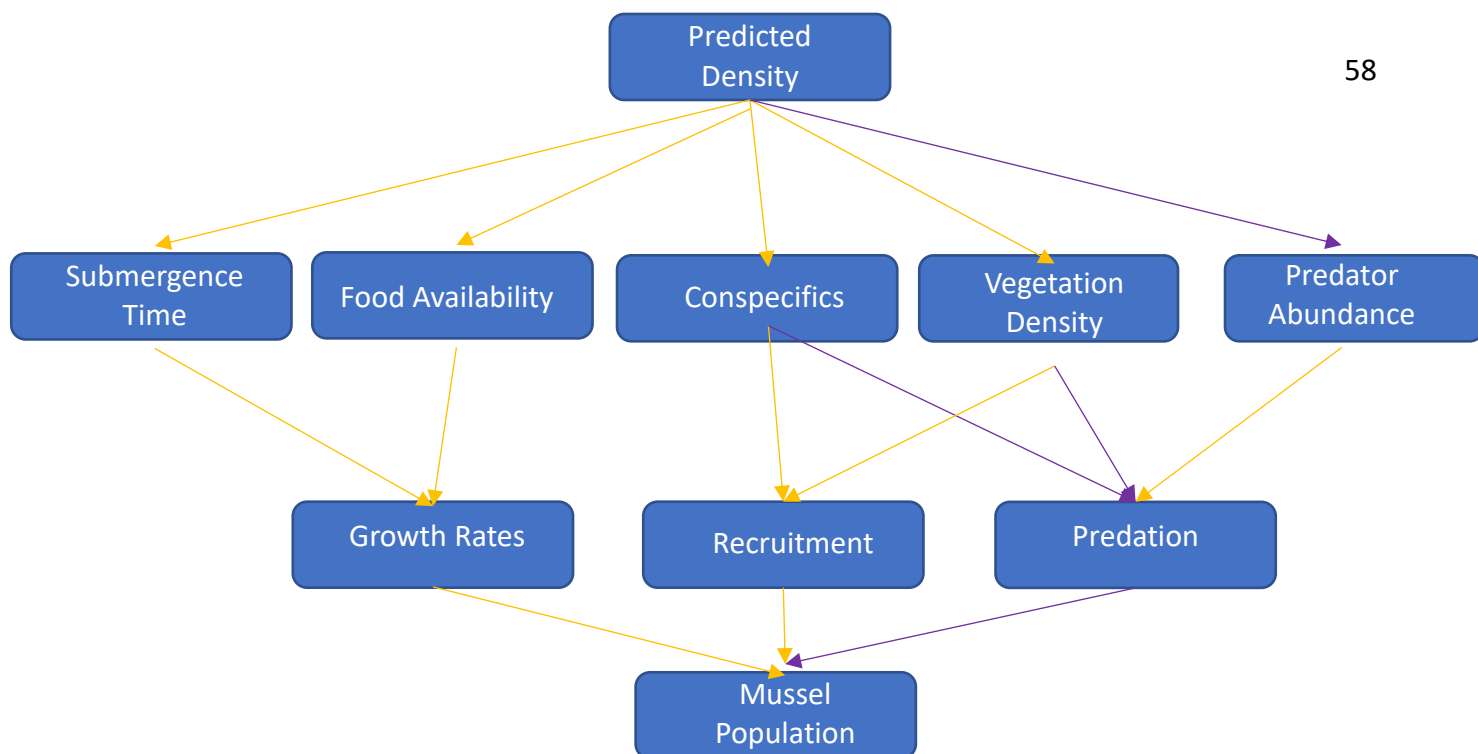 Predicted
Density
58
Submergence
Time
Food Availability
Conspecifics
Vegetation
Density
Predator
Abundance
Growth Rates
Recruitment
Predation
Mussel
Population